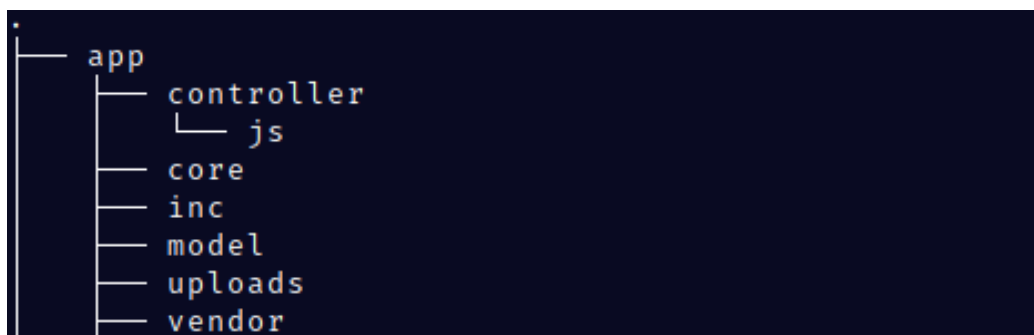 .
├── app
│   ├── controller
│   │   └── js
│   ├── core
│   ├── inc
│   ├── model
│   ├── uploads
│   ├── vendor